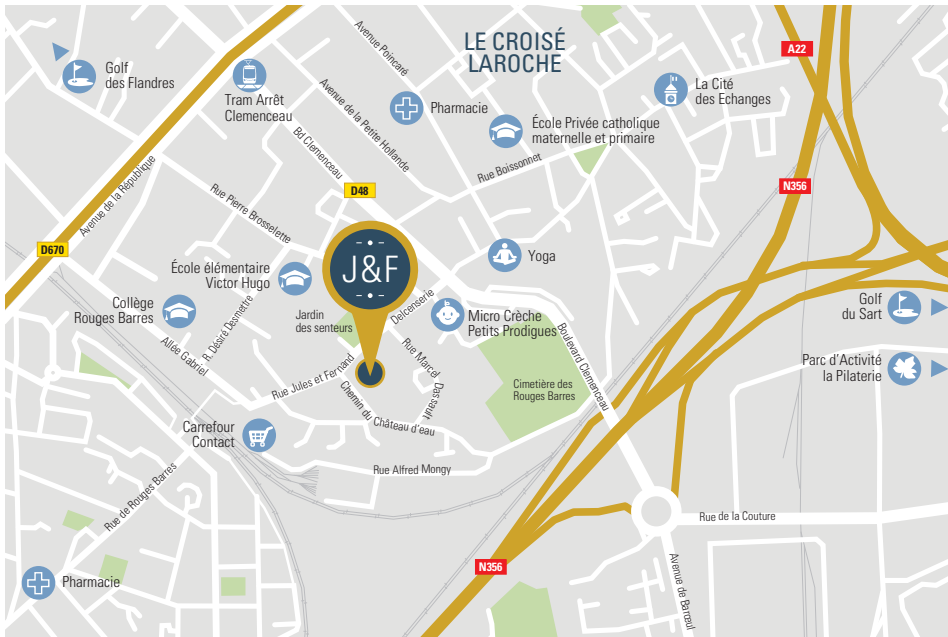 LE CROISÉ
LAROCHE
A22
Golf
des Flandres
Tram Arrêt
Clemenceau
Avenue Poincaré
Avenue de la Petite Hollande
Pharmacie
La Cité
des Echanges
École Privée catholique
maternelle et primaire
Bd Clemenceau
Rue Boissonnet
D48
N356
Avenue de la République
Rue Pierre Brosselette
D670
J&F
Yoga
École élémentaire
Victor Hugo
Collège
Rouges Barres
R. Désiré Desmettre
Allée Gabriel
Jardin
des senteurs
Delcenserie
Micro Crèche
Petits Prodigues
Golf
du Sart
Boulevard Clemenceau
Rue Marcel
Dassault
Parc d'Activité
la Pilaterie
Rue Jules et Fernand
Cimetière des
Rouges Barres
Chemin du Château d'eau
Carrefour
Contact
Rue Alfred Mongy
Rue de Rouges Barres
Rue de la Couture
N356
Avenue de Barœul
Pharmacie